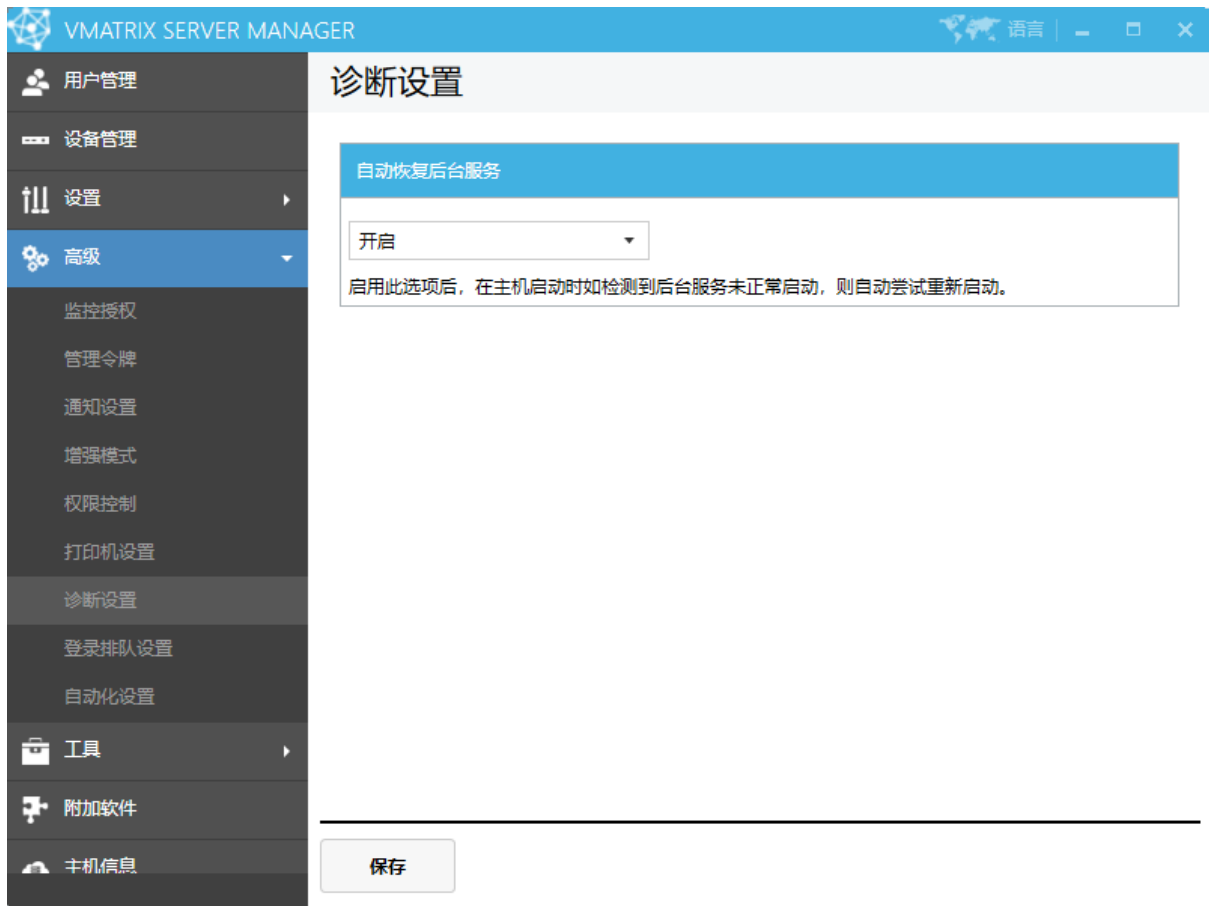 VMATRIX SERVER MANAGER
语言
用户管理
设备管理
设置
高级
监控授权
管理令牌
通知设置
增强模式
权限控制
打印机设置
诊断设置
登录排队设置
自动化设置
工具
附加软件
主机信息
诊断设置
自动恢复后台服务
开启
启用此选项后，在主机启动时如检测到后台服务未正常启动，则自动尝试重新启动。
保存